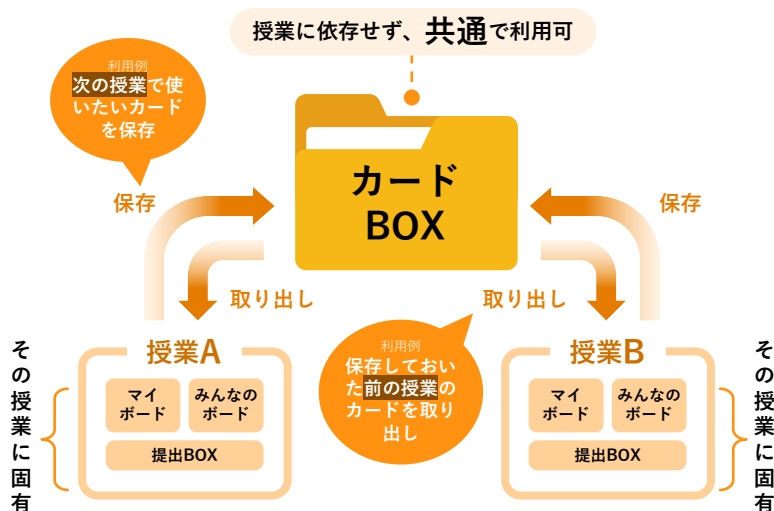 授業に依存せず、共通で利用可
利用例
次の授業で使
いたいカード
を保存
カード
BOX
保存
保存
取り出し
取り出し
利用例
保存しておい
た前の授業の
カードを取り
出し
その授業に固有
授業A
マイ
ボード
みんなの
ボード
提出BOX
授業B
マイ
ボード
みんなの
ボード
提出BOX
その授業に固有